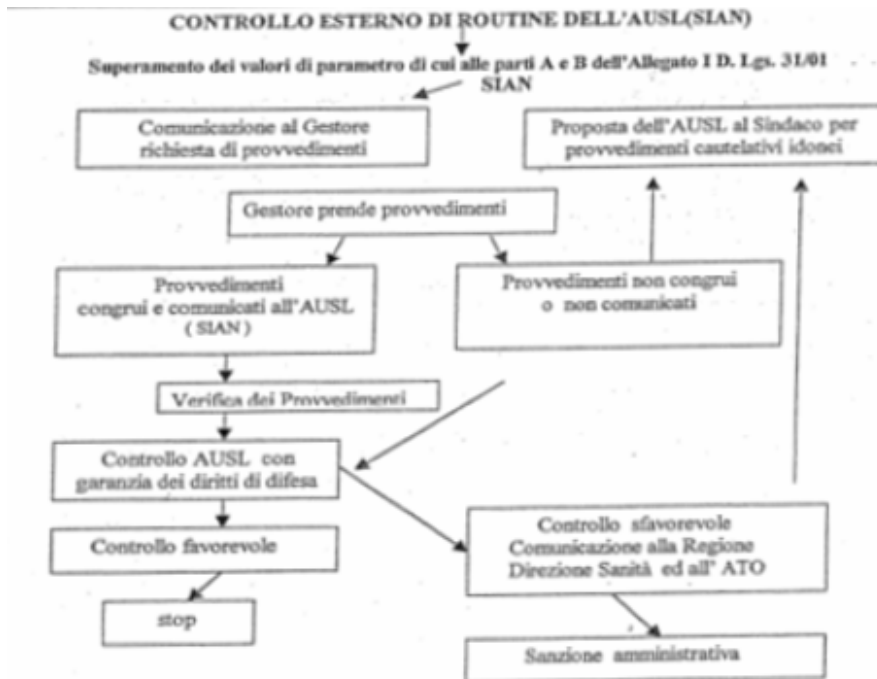 CONTROLLO ESTERNO DI ROUTINE DELL'AUSL(SIAN)
Superamento dei valori di parametro di cui alle parti A e B dell'Allegato I D. Lgs. 31/01
SIAN
Comunicazione al Gestore
richiesta di provvedimenti
Proposta dell'AUSL al Sindaco per
provvedimenti cautelativi idonei
Gestore prende provvedimenti
Provvedimenti
congrui e comunicati all'AUSL
( SIAN )
Provvedimenti non congrui
o non comunicati
Verifica dei Provvedimenti
Controllo AUSL con
garanzia dei diritti di difesa
Controllo favorevole
Controllo sfavorevole
Comunicazione alla Regione
Direzione Sanità ed all' ATO
stop
Sanzione amministrativa